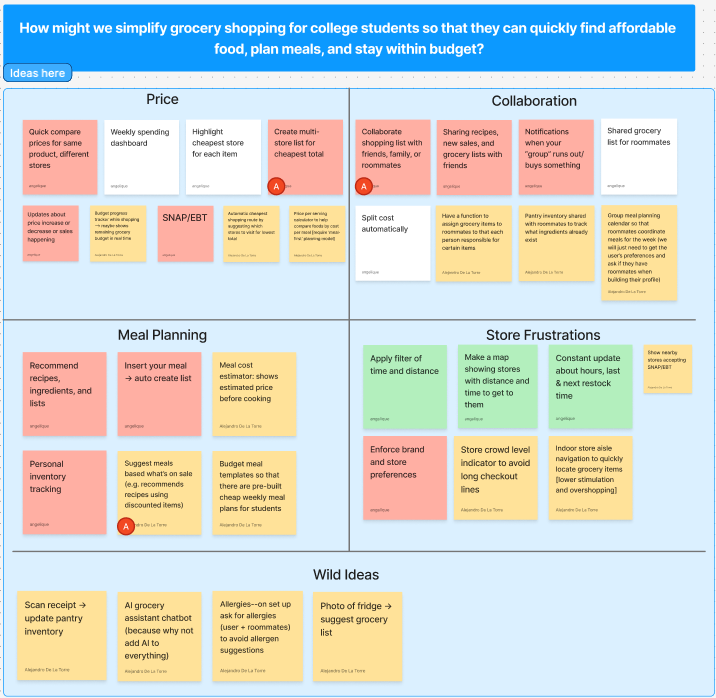 How might we simplify grocery shopping for college students so that they can quickly find affordable
food, plan meals, and stay within budget?
Ideas here
Price
Quick compare
prices for same
product, different
stores
angelique
Weekly spending
dashboard
angelique
Highlight
cheapest store
for each item
angelique
Create multi-
store list for
cheapest total
A
Updates about
price increase or
decrease or sales
happening
angelique
Budget progress
tracker while shopping
→ maybe shows
remaining grocery
budget in real time
Alejandro De La Torre
SNAP/EBT
angelique
Automatic cheapest
shopping route by
suggesting which
stores to visit for lowest
total
Alejandro De La Torre
Price per serving
calculator to help
compare foods by cost
per meal
Alejandro De La Torre
Collaboration
Collaborate
shopping list with
friends, family, or
roommates
A
angelique
Sharing recipes,
new sales, and
grocery lists with
friends
angelique
Notifications
when your
"group" runs out/
buys something
angelique
Shared grocery
list for roommates
angelique
Split cost
automatically
angelique
Have a function to
assign grocery items to
roommates to that each
person responsible for
certain items
Alejandro De La Torre
Pantry inventory shared
with roommates to track
what ingredients already
exist
Alejandro De La Torre
Group meal planning
calendar so that
roommates coordinate
meals for the week (we
will just need to get the
user's preferences and
ask if they have
roommates when
building their profile)
Alejandro De La Torre
Meal Planning
Recommend
recipes,
ingredients, and
lists
angelique
Insert your meal
→ auto create list
angelique
Meal cost
estimator: shows
estimated price
before cooking
Alejandro De La Torre
Personal
inventory
tracking
angelique
Suggest meals
based what's on sale
(e.g. recommends
recipes using
discounted items)
A
dro De La Torre
Budget meal
templates so that
there are pre-built
cheap weekly meal
plans for students
Alejandro De La Torre
Store Frustrations
Apply filter of
time and distance
angelique
Make a map
showing stores
with distance and
time to get to
them
angelique
Constant update
about hours, last
& next restock
time
angelique
Show nearby
stores accepting
SNAP/EBT
Alejandro De La Torre
Enforce brand
and store
preferences
angelique
Store crowd level
indicator to avoid
long checkout
lines
Alejandro De La Torre
Indoor store aisle
navigation to quickly
locate grocery items
[lower stimulation
and overshopping]
Alejandro De La Torre
Wild Ideas
Scan receipt →
update pantry
inventory
Alejandro De La Torre
AI grocery
assistant chatbot
(because why not
add AI to
everything)
Alejandro De La Torre
Allergies--on set up
ask for allergies
(user + roommates)
to avoid allergen
suggestions
Alejandro De La Torre
Photo of fridge →
suggest grocery
list
Alejandro De La Torre